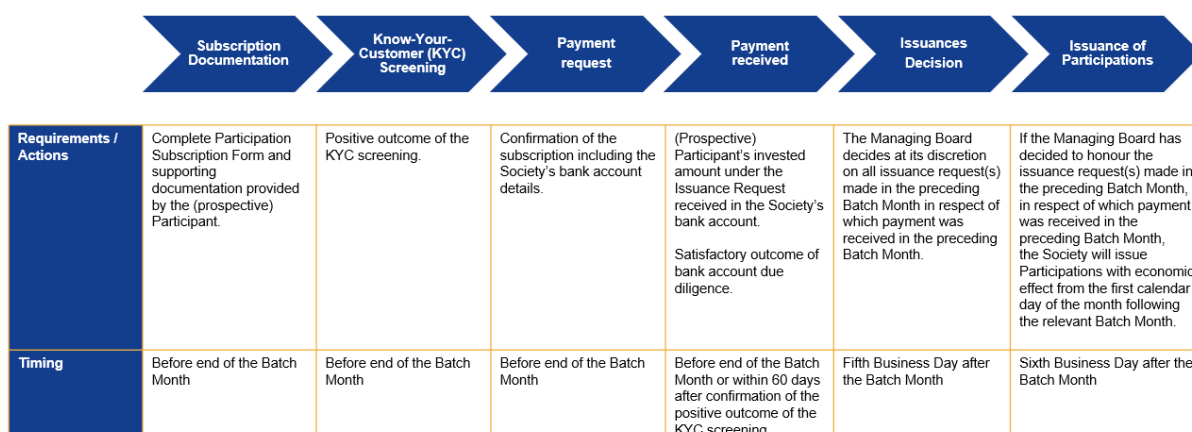 Subscription
Documentation
Know-Your-
Customer (KYC)
Screening
Payment
request
Payment
received
Issuances
Decision
Issuance of
Participations
Requirements /
Actions
Complete Participation
Subscription Form and
supporting
documentation provided
by the (prospective)
Participant.
Positive outcome of the
KYC screening.
Confirmation of the
subscription including the
Society’s bank account
details.
(Prospective)
Participant’s invested
amount under the
Issuance Request
received in the Society’s
bank account.
Satisfactory outcome of
bank account due
diligence.
The Managing Board
decides at its discretion
on all issuance request(s)
made in the preceding
Batch Month in respect of
which payment was
received in the preceding
Batch Month.
If the Managing Board has
decided to honour the
issuance request(s) made in
the preceding Batch Month,
in respect of which payment
was received in the
preceding Batch Month,
the Society will issue
Participations with economic
effect from the first calendar
day of the month following
the relevant Batch Month.
Timing
Before end of the Batch
Month
Before end of the Batch
Month
Before end of the Batch
Month
Before end of the Batch
Month or within 60 days
after confirmation of the
positive outcome of the
KYC screening
Fifth Business Day after
the Batch Month
Sixth Business Day after the
Batch Month